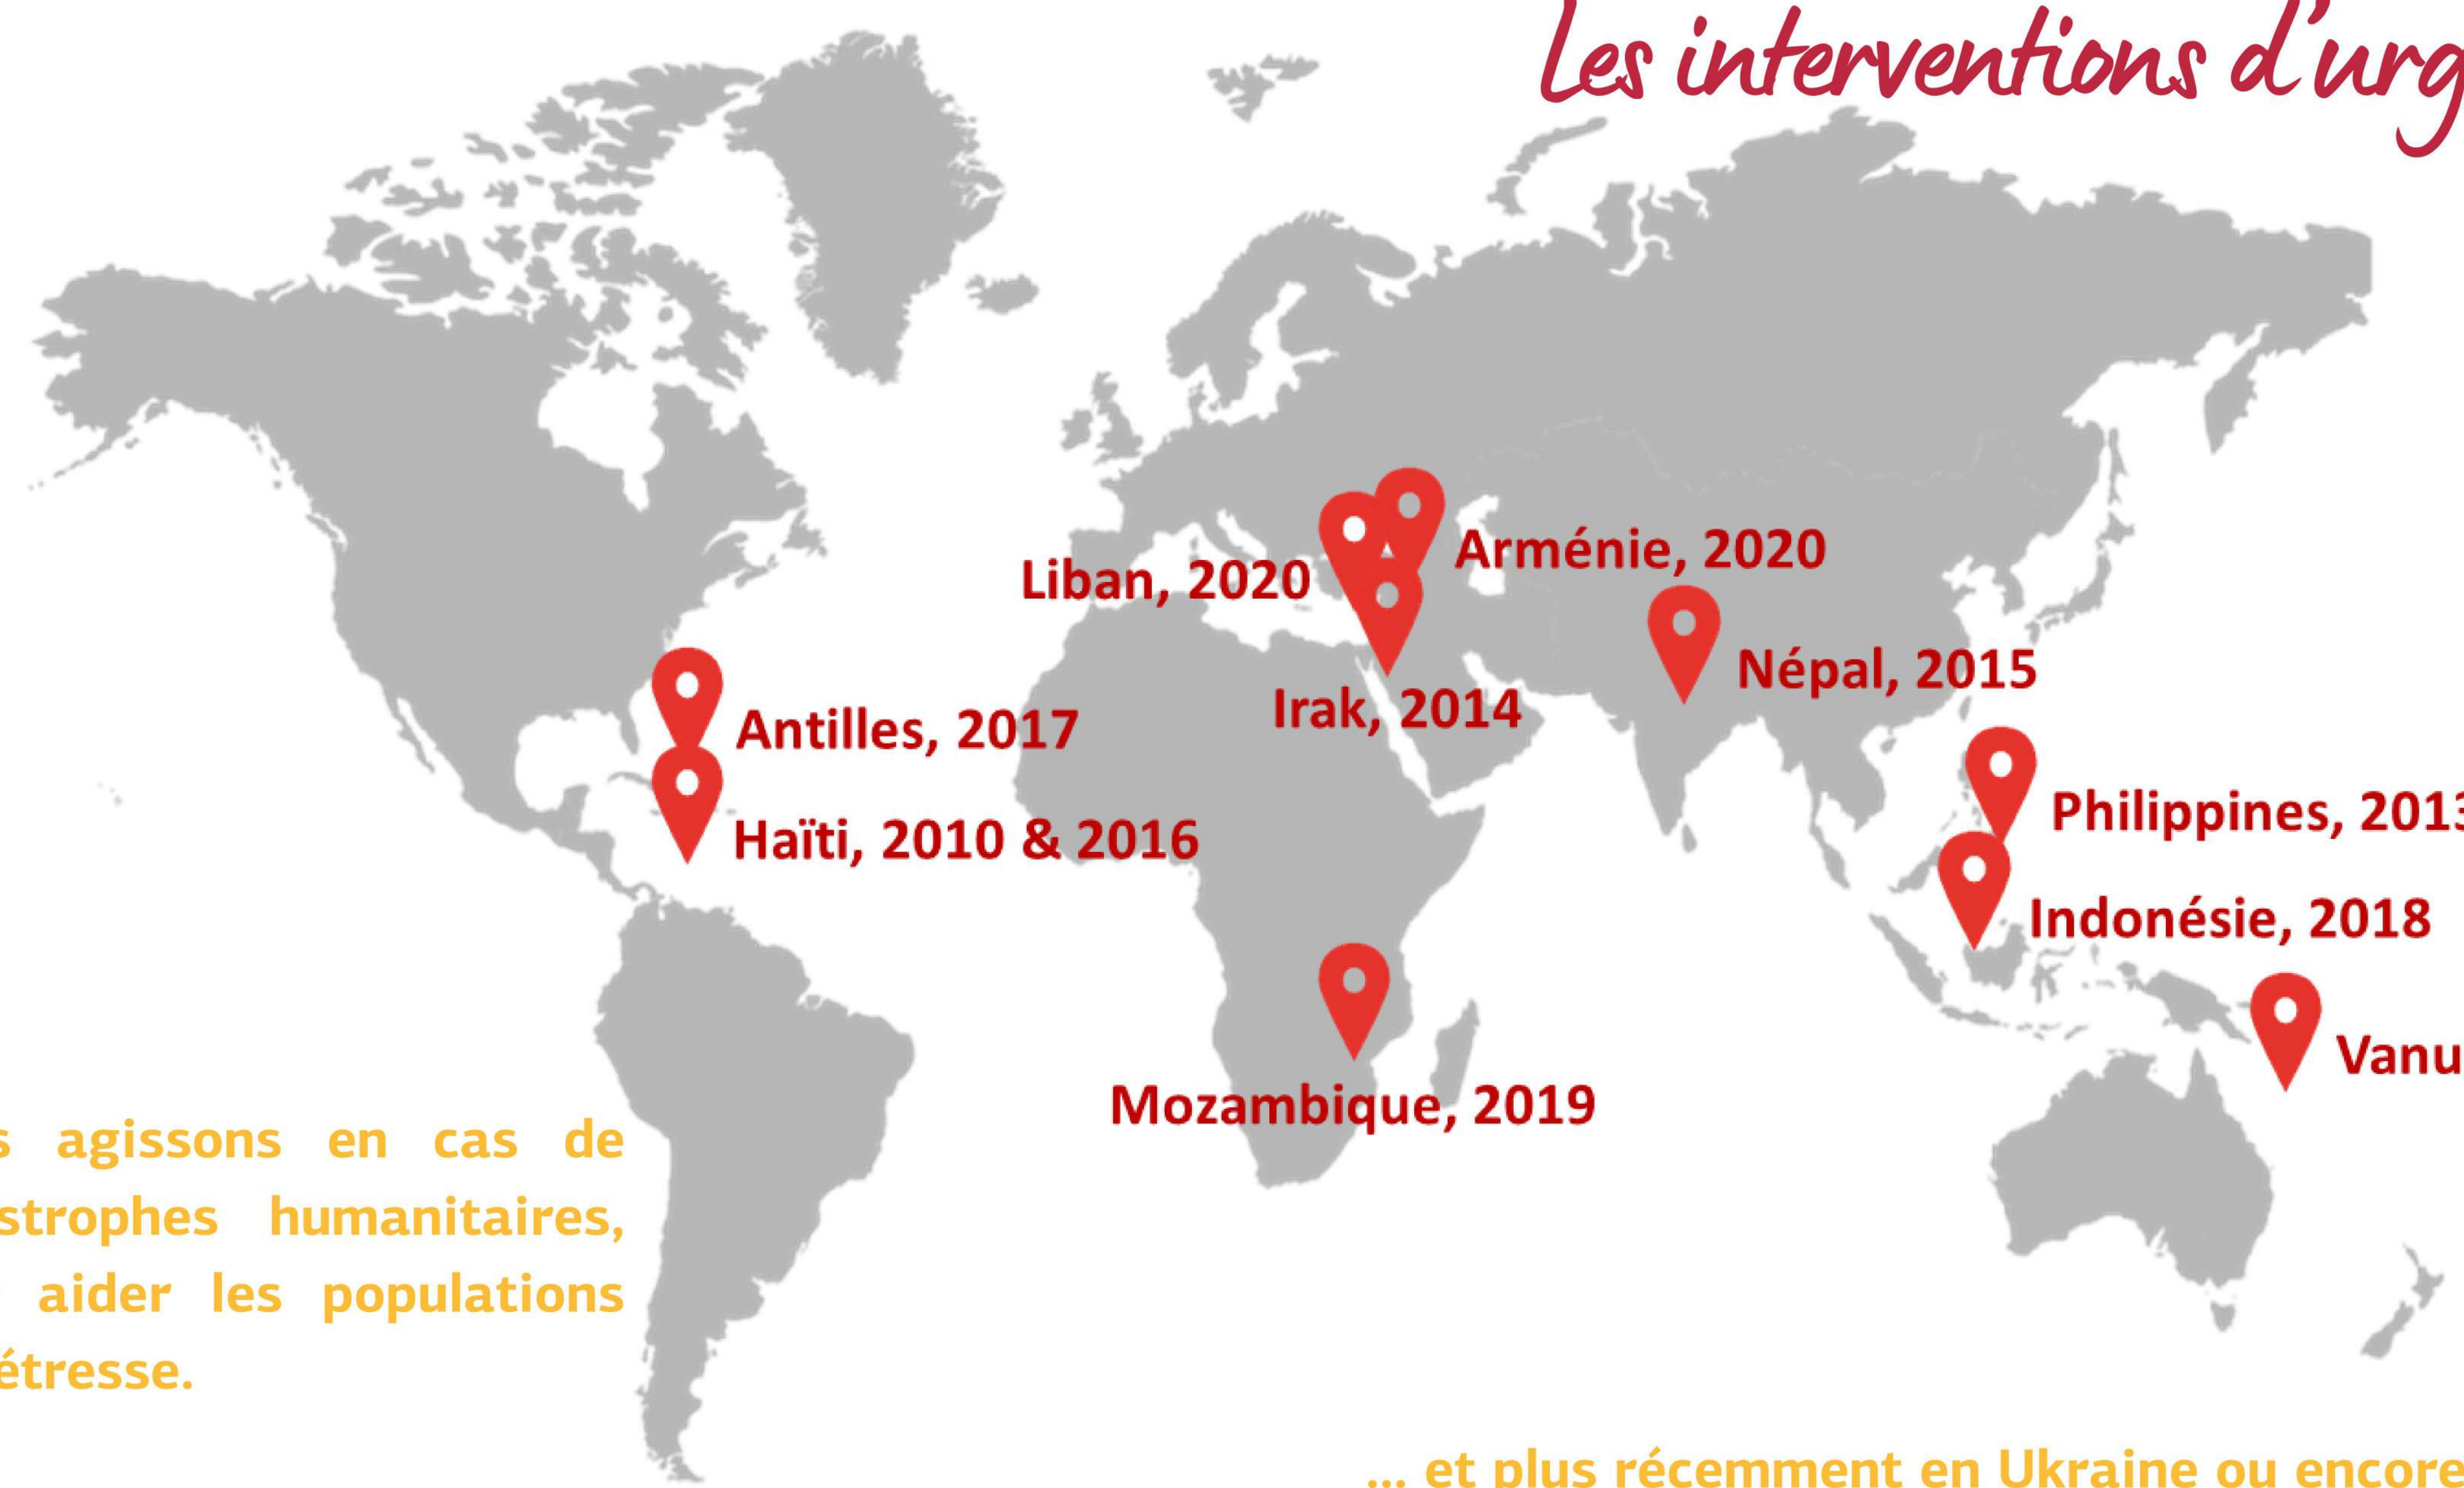 Les interventions d'urg
Arménie, 2020
Liban, 2020
Népal, 2015
Irak, 2014
Antilles, 2017
Philippines, 2013
Haïti, 2010 & 2016
Indonésie, 2018
Vanu
Mozambique, 2019
s agissons en cas de
strophes humanitaires,
aider les populations
étresse.
... et plus récemment en Ukraine ou encore